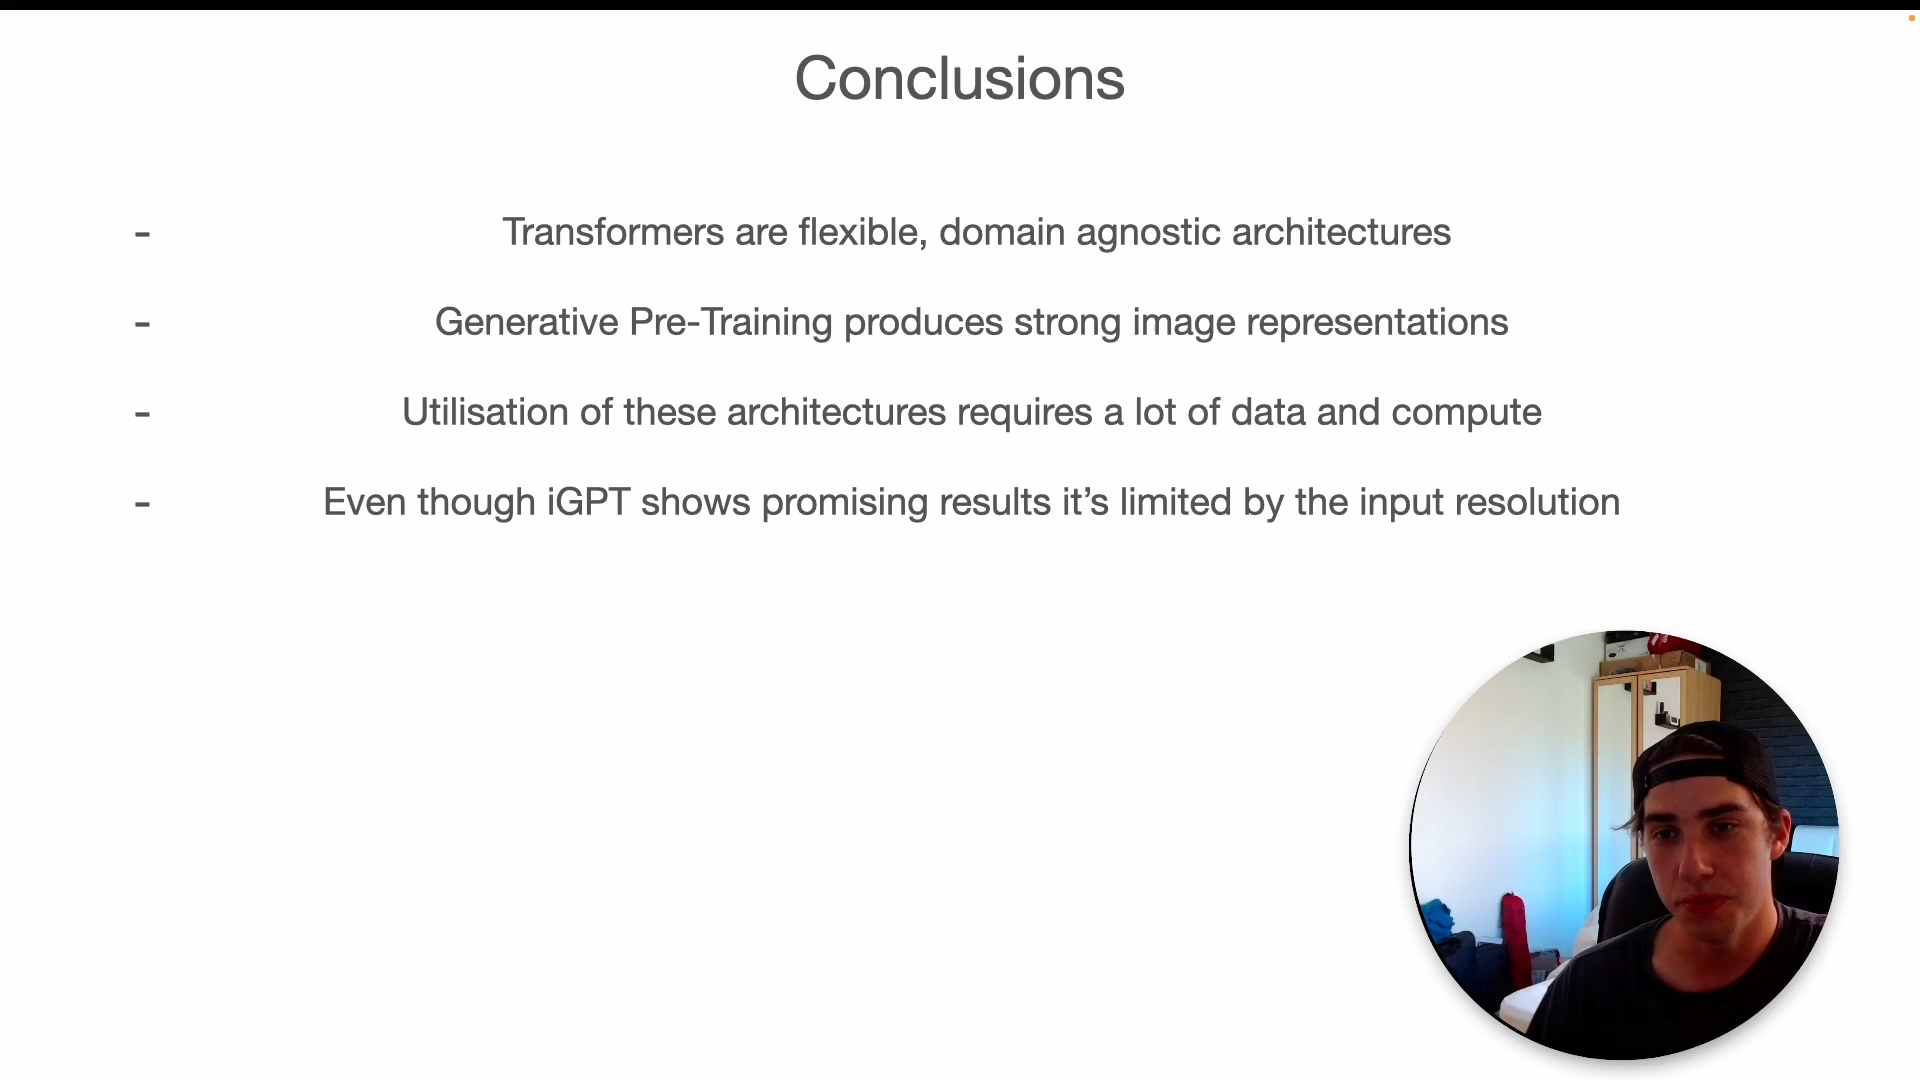 Conclusions
- Transformers are flexible, domain agnostic architectures
- Generative Pre-Training produces strong image representations
- Utilisation of these architectures requires a lot of data and compute
- Even though iGPT shows promising results it’s limited by the input resolution